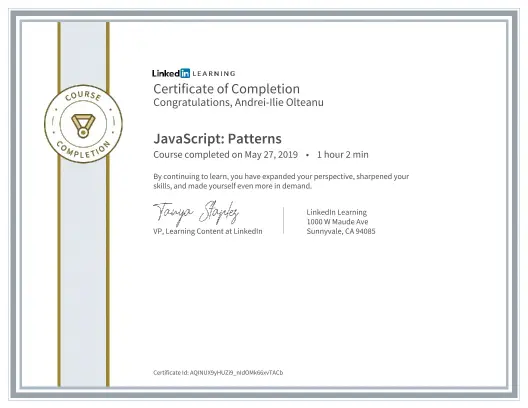 LinkedIn LEARNING
Certificate of Completion
Congratulations, Andrei-Ilie Olteanu
COURSE
COMPLETION
JavaScript: Patterns
Course completed on May 27, 2019 • 1 hour 2 min
By continuing to learn, you have expanded your perspective, sharpened your
skills, and made yourself even more in demand.
Tanya Staples
VP, Learning Content at LinkedIn
LinkedIn Learning
1000 W Maude Ave
Sunnyvale, CA 94085
Certificate Id: